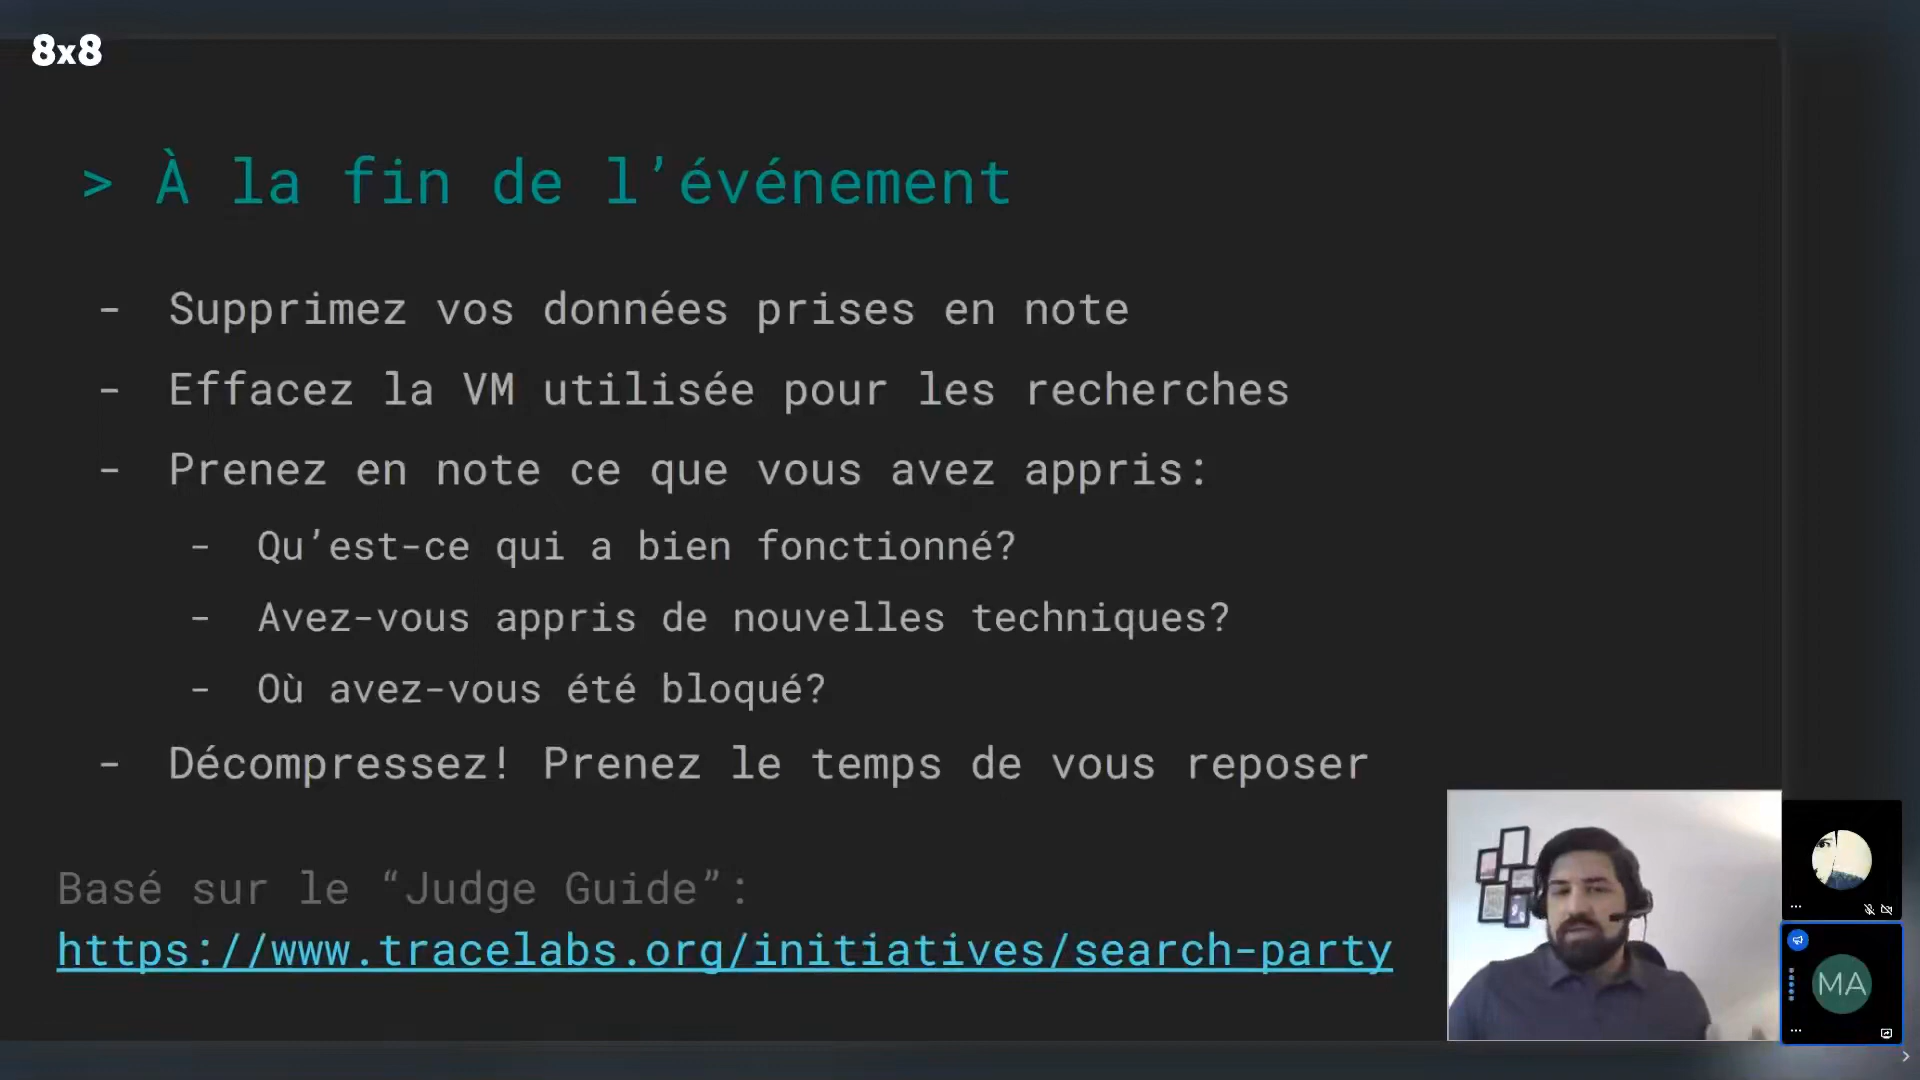 8x8
> À la fin de l’événement
- Supprimez vos données prises en note
- Effacez la VM utilisée pour les recherches
- Prenez en note ce que vous avez appris:
- Qu’est-ce qui a bien fonctionné?
- Avez-vous appris de nouvelles techniques?
- Où avez-vous été bloqué?
- Décompressez! Prenez le temps de vous reposer
Basé sur le “Judge Guide”:
https://www.tracelabs.org/initiatives/search-party
MA